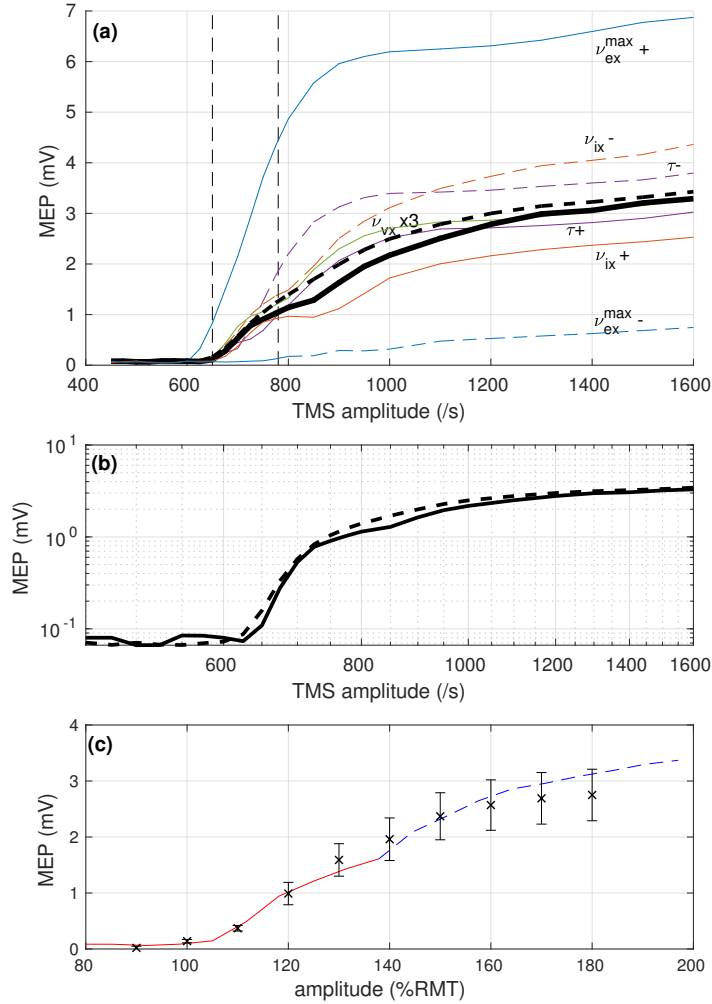 (a)
7
6
5
4
3
2
1
0
MEP (mV)
ν_ex^max +
ν_ix -
τ-
ν_vx x3
τ+
ν_ix +
ν_ex^max -
400 600 800 1000 1200 1400 1600
TMS amplitude (/s)
(b)
10^1
10^0
10^-1
MEP (mV)
600 800 1000 1200 1400 1600
TMS amplitude (/s)
(c)
4
3
2
1
0
MEP (mV)
80 100 120 140 160 180 200
amplitude (%RMT)